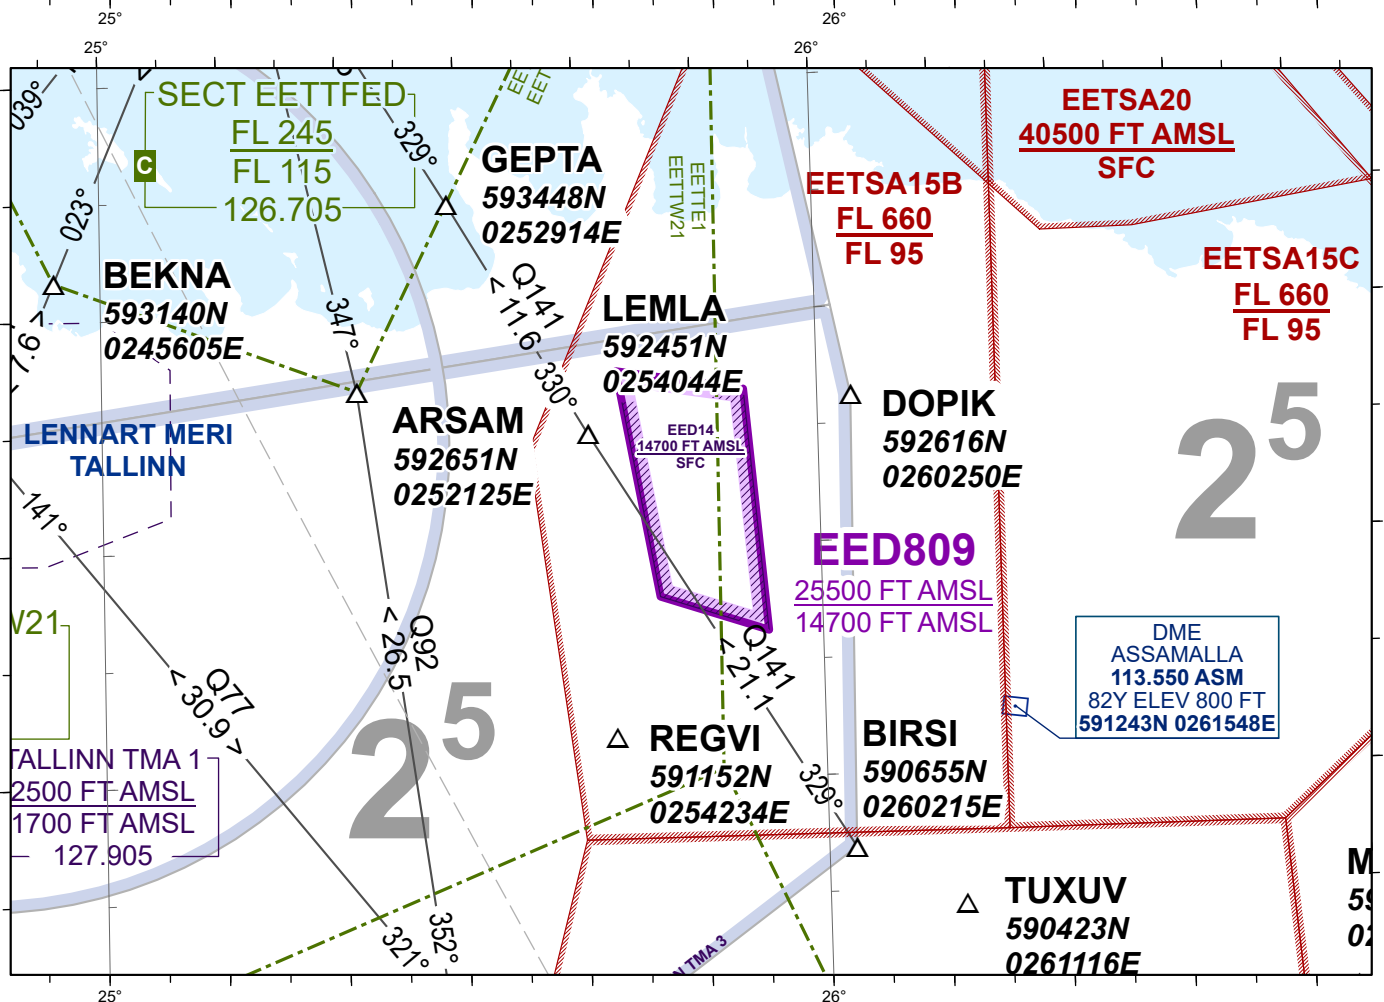 25°
26°
25°
26°
039°
SECT EETTFED
FL 245
FL 115
126.705
C
329°
EETTE1
EETTW21
GEPTA
593448N
0252914E
EETSA20
40500 FT AMSL
SFC
EETSA15B
FL 660
FL 95
EETSA15C
FL 660
FL 95
023°
BEKNA
593140N
0245605E
7.6 >
347°
Q141
< 11.6
330°
LEMLA
592451N
0254044E
EED14
14700 FT AMSL
SFC
DOPIK
592616N
0260250E
2⁵
LENNART MERI
TALLINN
ARSAM
592651N
0252125E
141°
EED809
25500 FT AMSL
14700 FT AMSL
W21
Q92
< 26.5
Q141
< 21.1
Q77
< 30.9 >
2⁵
DME
ASSAMALLA
113.550 ASM
82Y ELEV 800 FT
591243N 0261548E
TALLINN TMA 1
2500 FT AMSL
1700 FT AMSL
127.905
REGVI
591152N
0254234E
329°
BIRSI
590655N
0260215E
321°
352°
N TMA 3
TUXUV
590423N
0261116E
M
59
02
25°
26°